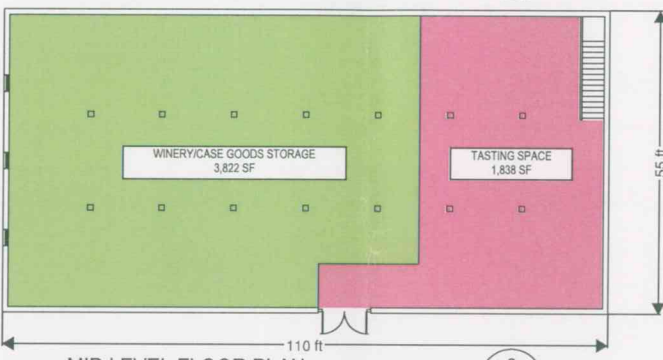 WINERY/CASE GOODS STORAGE
3,822 SF
TASTING SPACE
1,838 SF
55 ft
110 ft